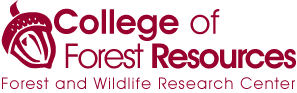 College of
Forest Resources
Forest and Wildlife Research Center